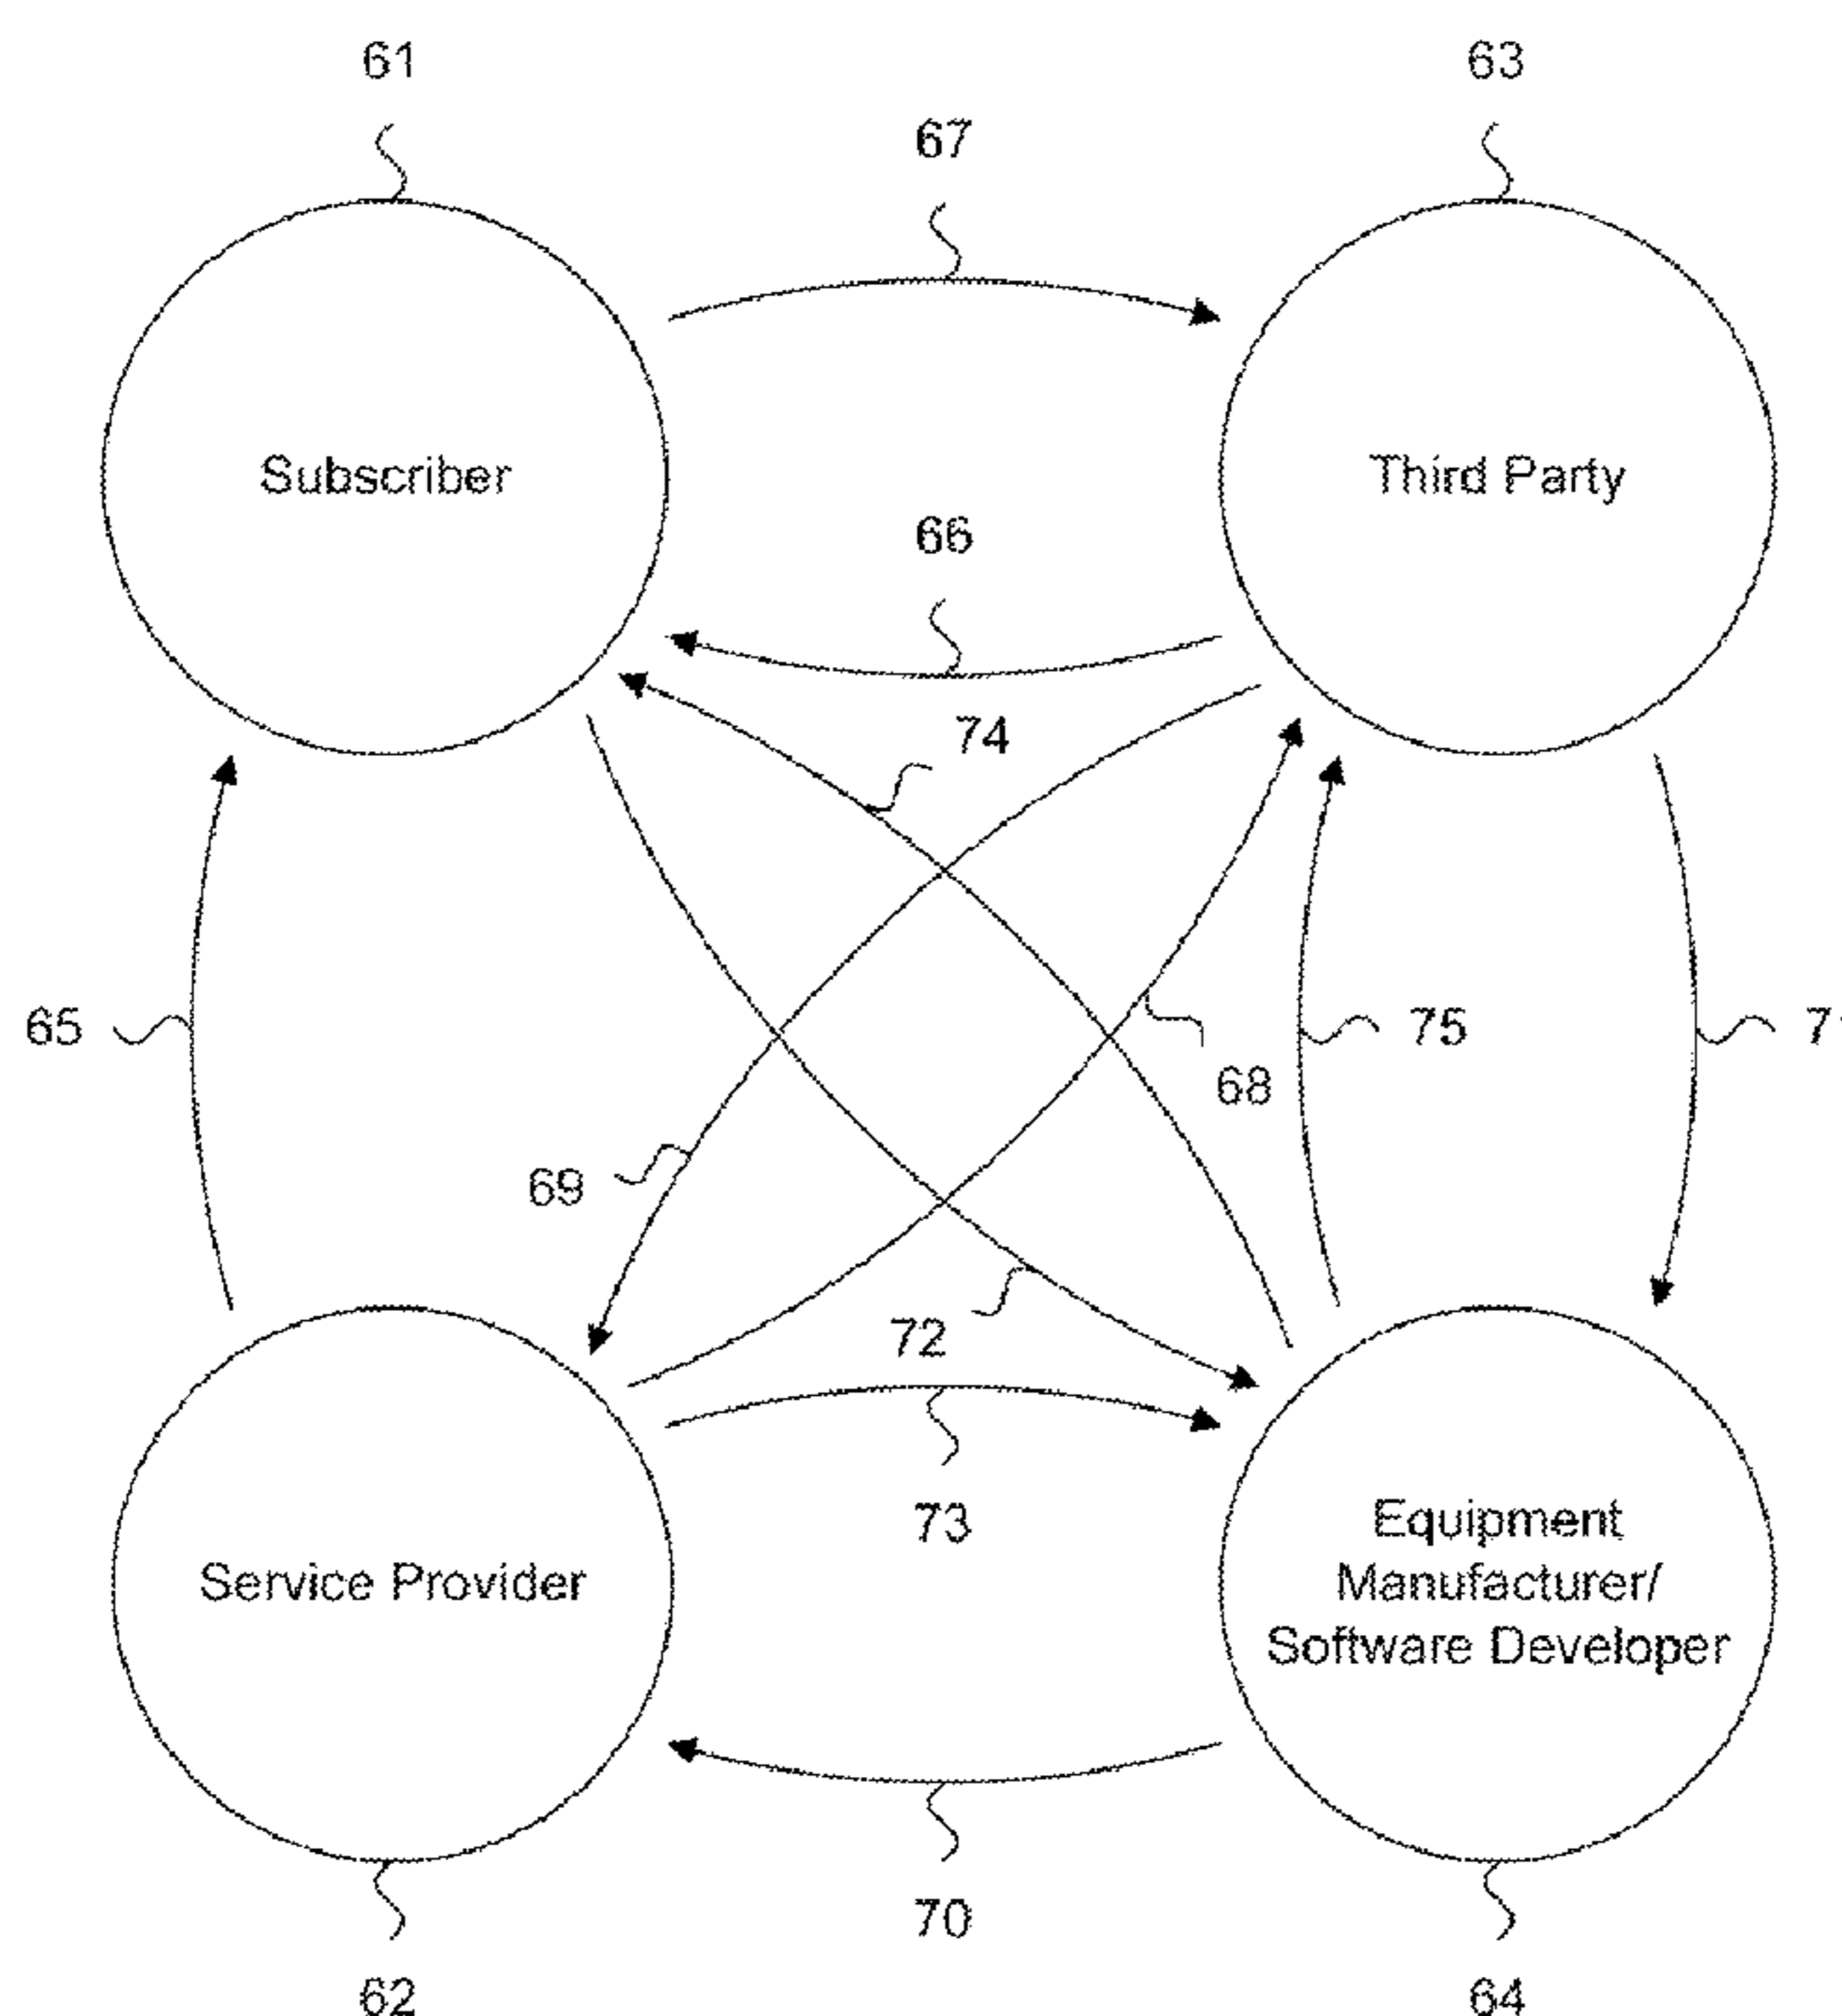 61
63
67
Subscriber
Third Party
66
74
65
75
68
69
72
73
Equipment
Manufacturer/
Software Developer
Service Provider
70
62
64